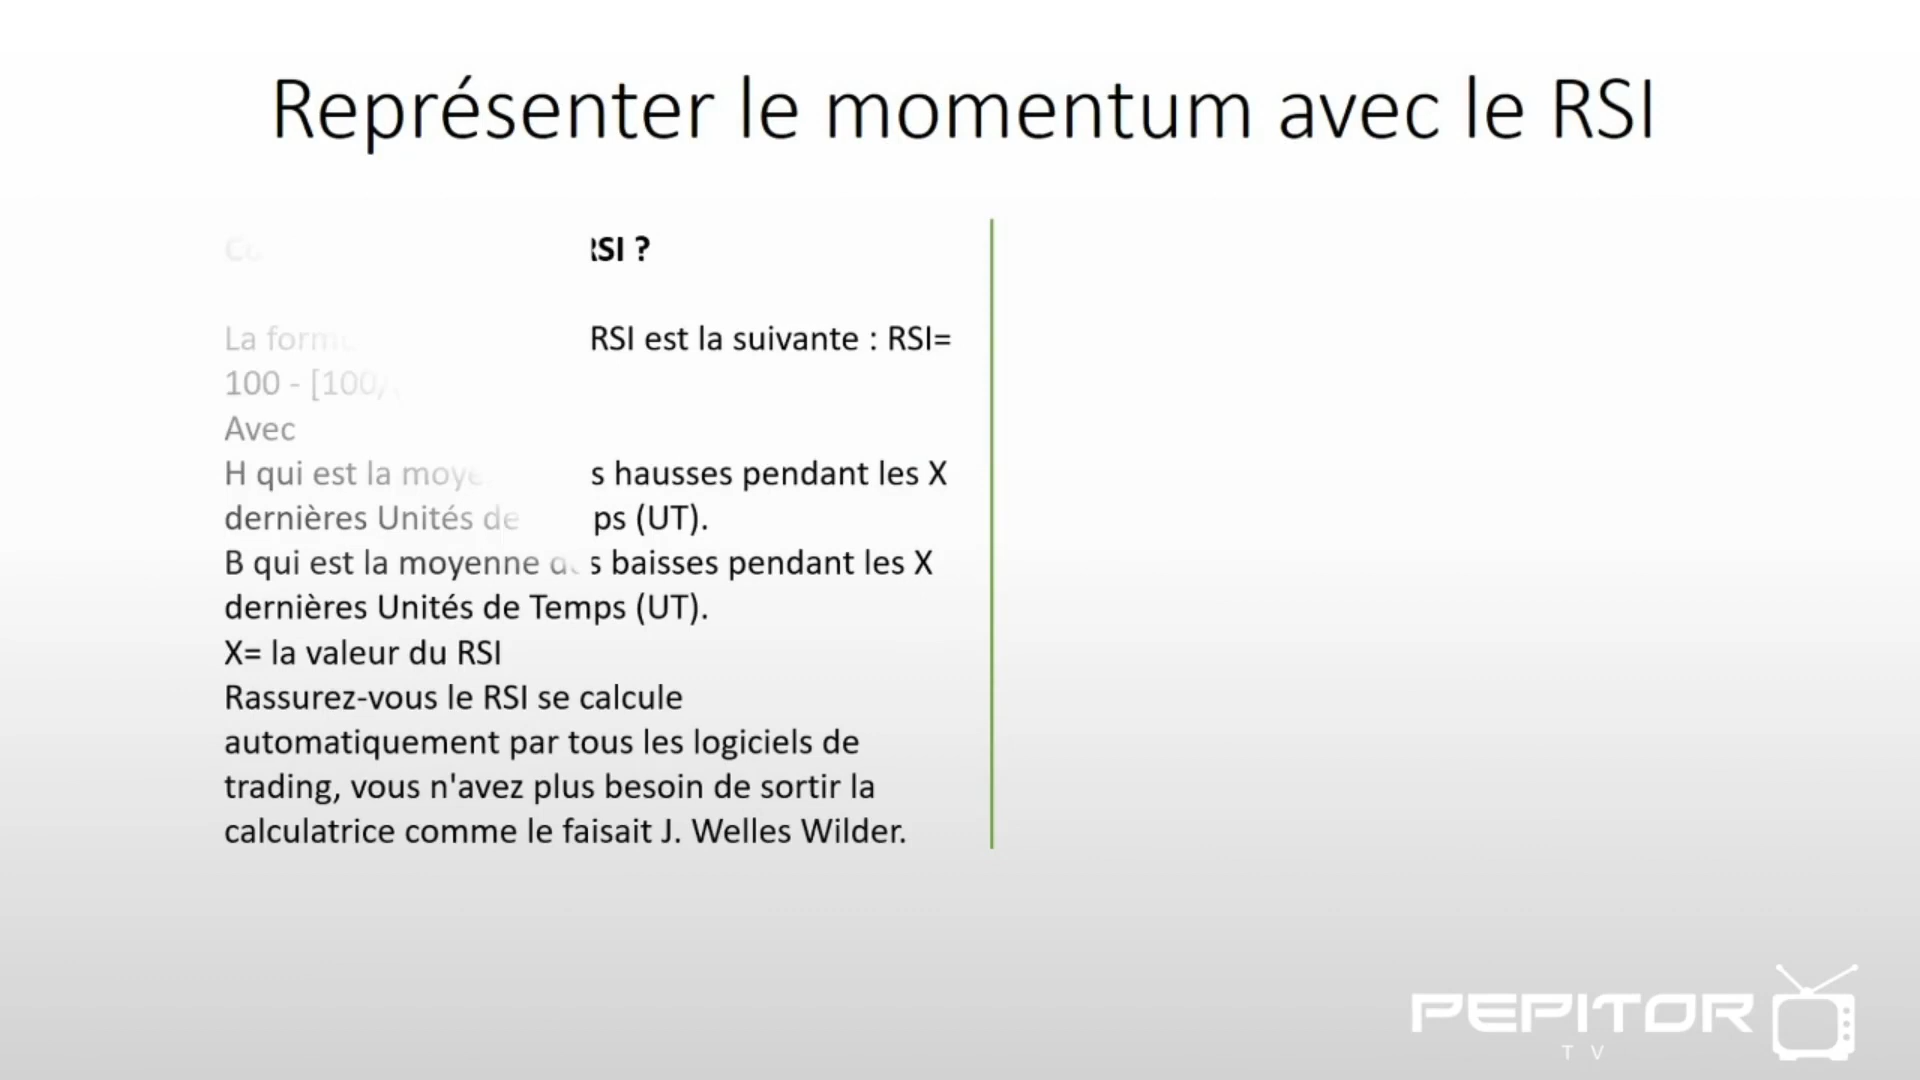 Représenter le momentum avec le RSI
RSI ?
La RSI est la suivante : RSI=
100 - [100/
Avec
H qui est la hausses pendant les X
dernières Unités de (UT).
B qui est la moyenne baisses pendant les X
dernières Unités de Temps (UT).
X= la valeur du RSI
Rassurez-vous le RSI se calcule
automatiquement par tous les logiciels de
trading, vous n'avez plus besoin de sortir la
calculatrice comme le faisait J. Welles Wilder.
PEPITOR
TV